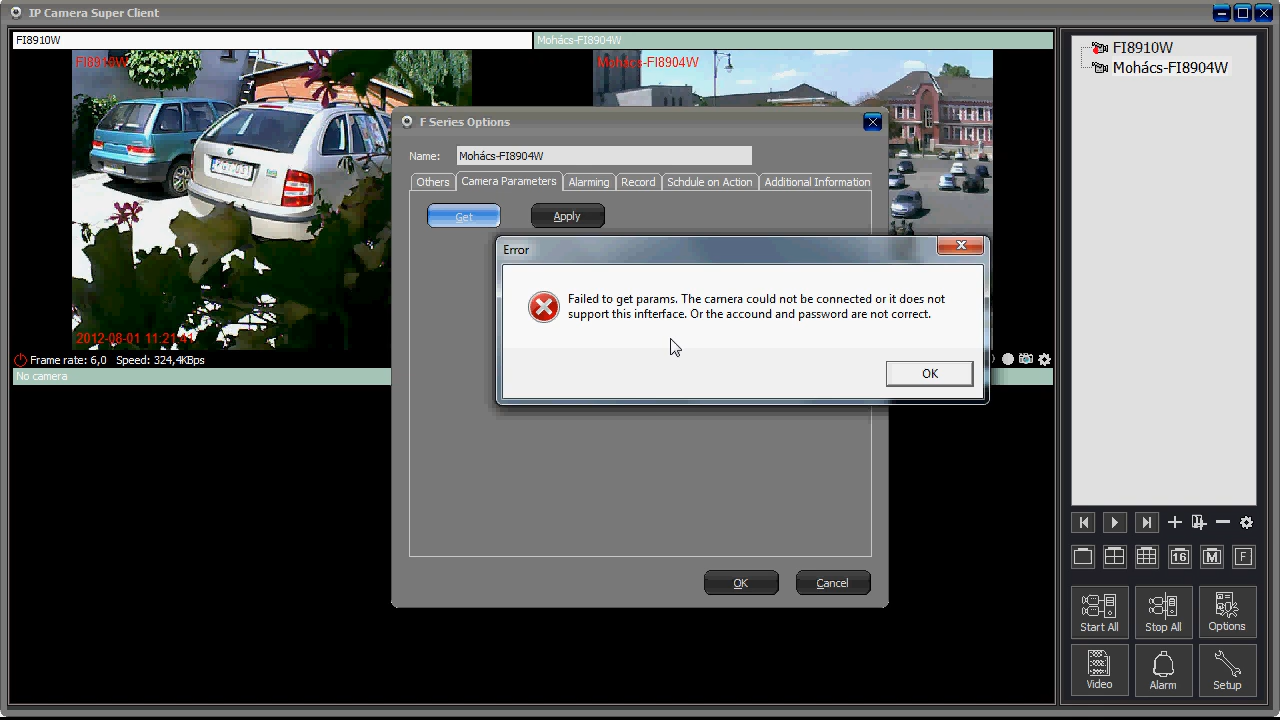 IP Camera Super Client
FI8910W
Mohács-FI8904W
FI8910W
Mohács-FI8904W
2012-08-01 11:21:41
Frame rate: 6,0 Speed: 324,4KBps
No camera
F Series Options
Name: Mohács-FI8904W
Others Camera Parameters Alarming Record Schdule on Action Additional Information
Get Apply
Error
Failed to get params. The camera could not be connected or it does not
support this infterface. Or the accound and password are not correct.
OK
OK Cancel
FI8910W
Mohács-FI8904W
16 M F
Start All Stop All Options
Video Alarm Setup